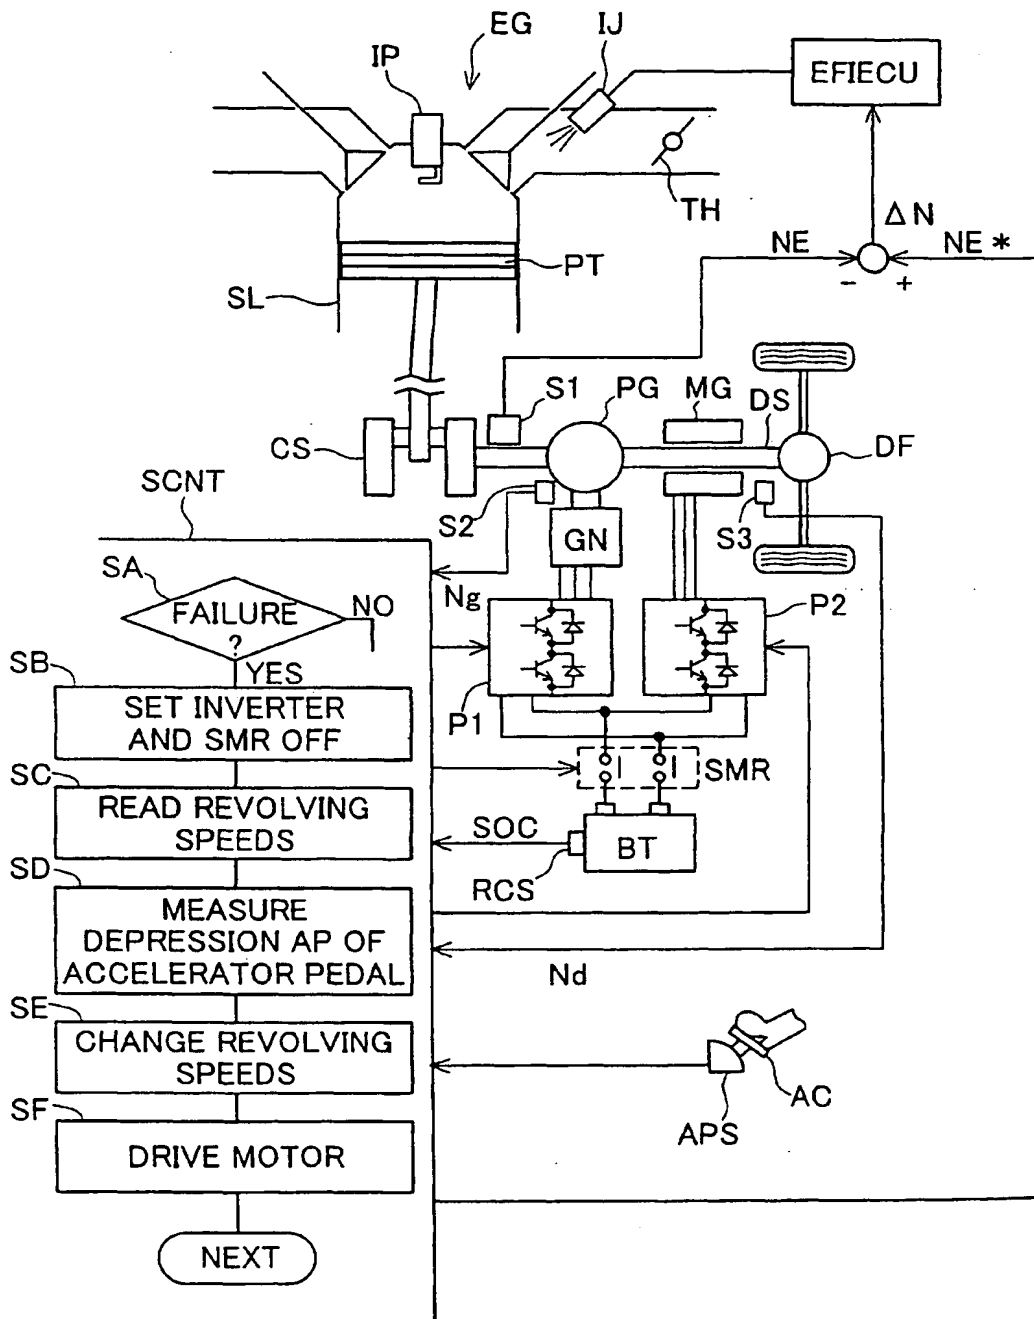 EG
IJ
IP
EFIECU
TH
ΔN
NE
NE *
- +
PT
SL
S1
PG
MG
DS
CS
DF
SCNT
S2
S3
GN
SA
FAILURE
?
NO
Ng
P2
SB
YES
SET INVERTER
AND SMR OFF
P1
SMR
SC
READ REVOLVING
SPEEDS
SOC
BT
RCS
SD
MEASURE
DEPRESSION AP OF
ACCELERATOR PEDAL
Nd
SE
CHANGE REVOLVING
SPEEDS
AC
APS
SF
DRIVE MOTOR
NEXT